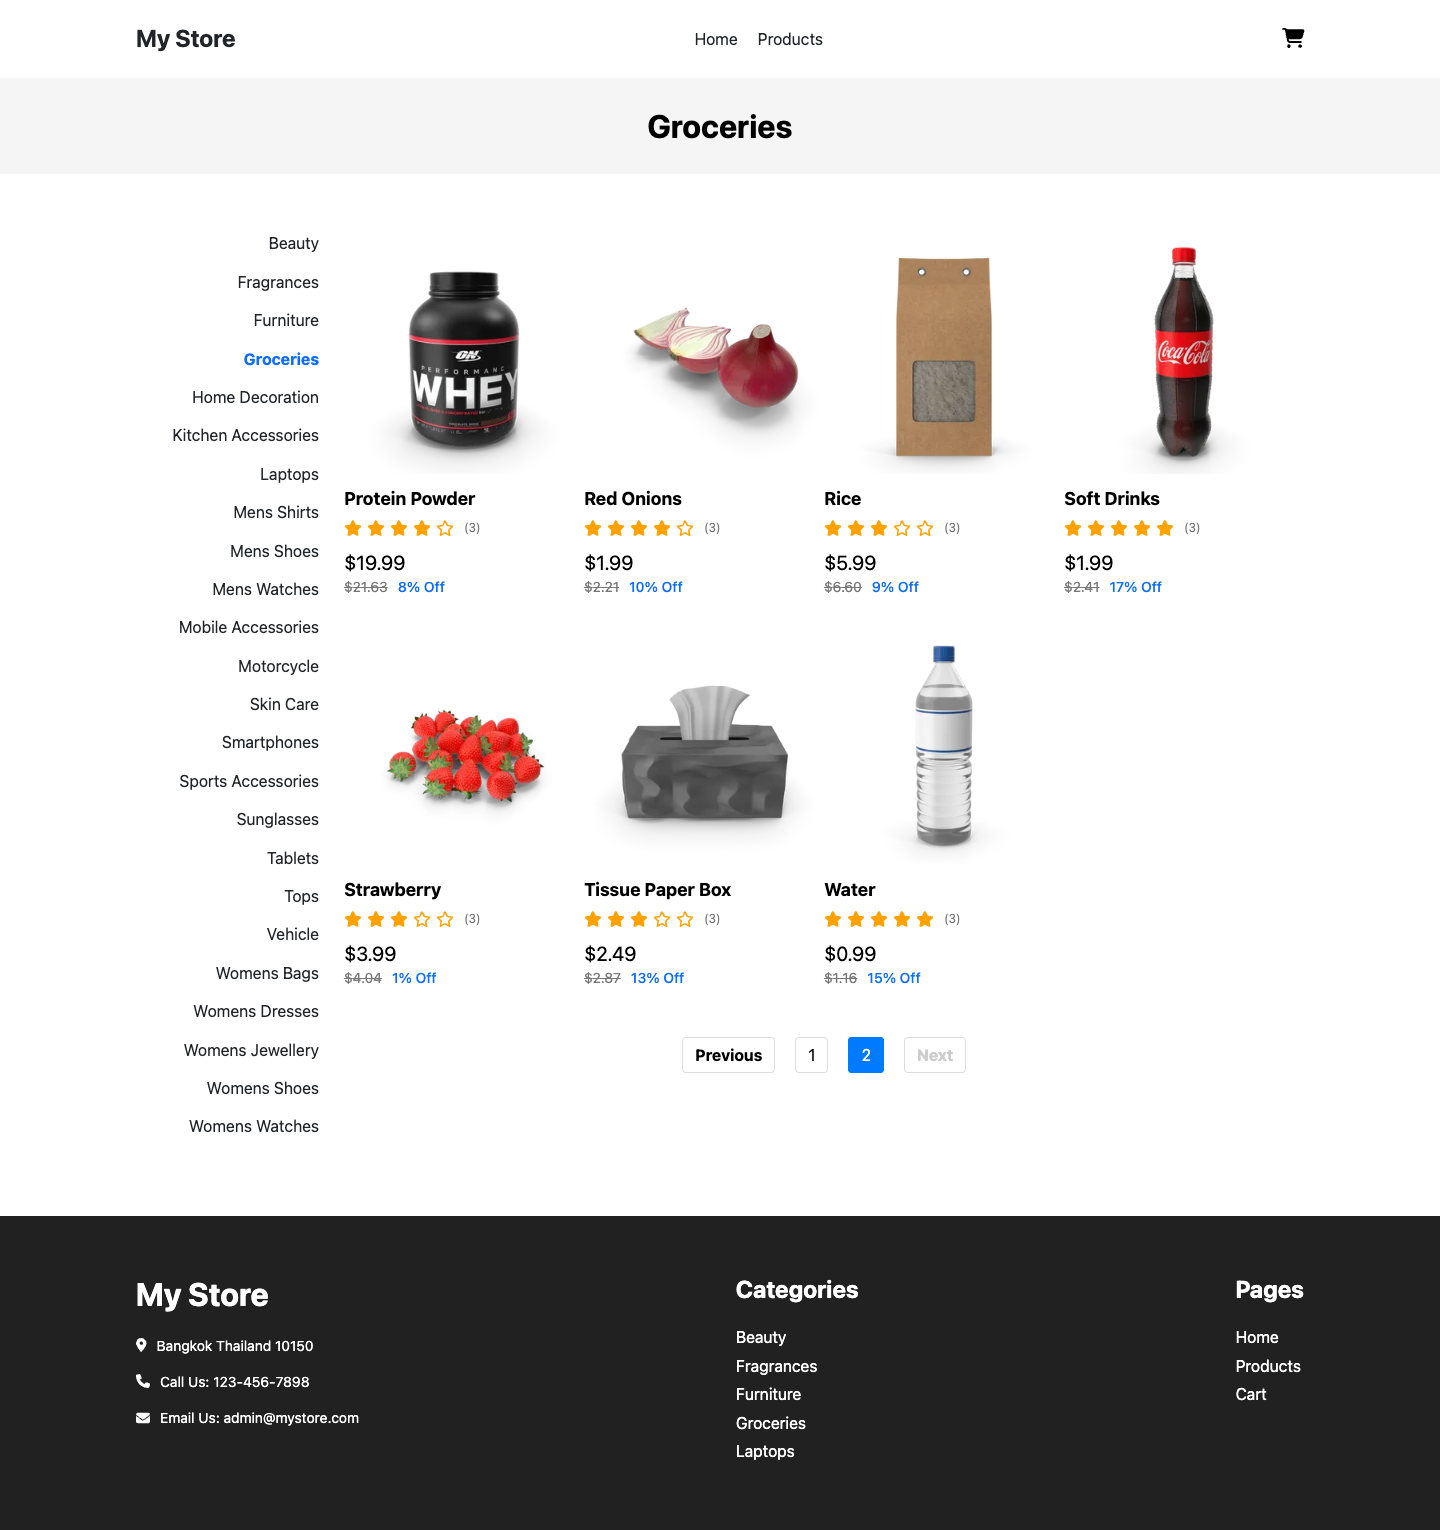 My Store
Home Products
Groceries
Beauty
Fragrances
Furniture
Groceries
Home Decoration
Kitchen Accessories
Laptops
Mens Shirts
Mens Shoes
Mens Watches
Mobile Accessories
Motorcycle
Skin Care
Smartphones
Sports Accessories
Sunglasses
Tablets
Tops
Vehicle
Womens Bags
Womens Dresses
Womens Jewellery
Womens Shoes
Womens Watches
ON
PERFORMANC
WHEY
Protein Powder
(3)
$19.99
$21.63 8% Off
Red Onions
(3)
$1.99
$2.21 10% Off
Rice
(3)
$5.99
$6.60 9% Off
Coca Cola
Soft Drinks
(3)
$1.99
$2.41 17% Off
Strawberry
(3)
$3.99
$4.04 1% Off
Tissue Paper Box
(3)
$2.49
$2.87 13% Off
Water
(3)
$0.99
$1.16 15% Off
Previous 1 2 Next
My Store
Bangkok Thailand 10150
Call Us: 123-456-7898
Email Us: admin@mystore.com
Categories
Beauty
Fragrances
Furniture
Groceries
Laptops
Pages
Home
Products
Cart